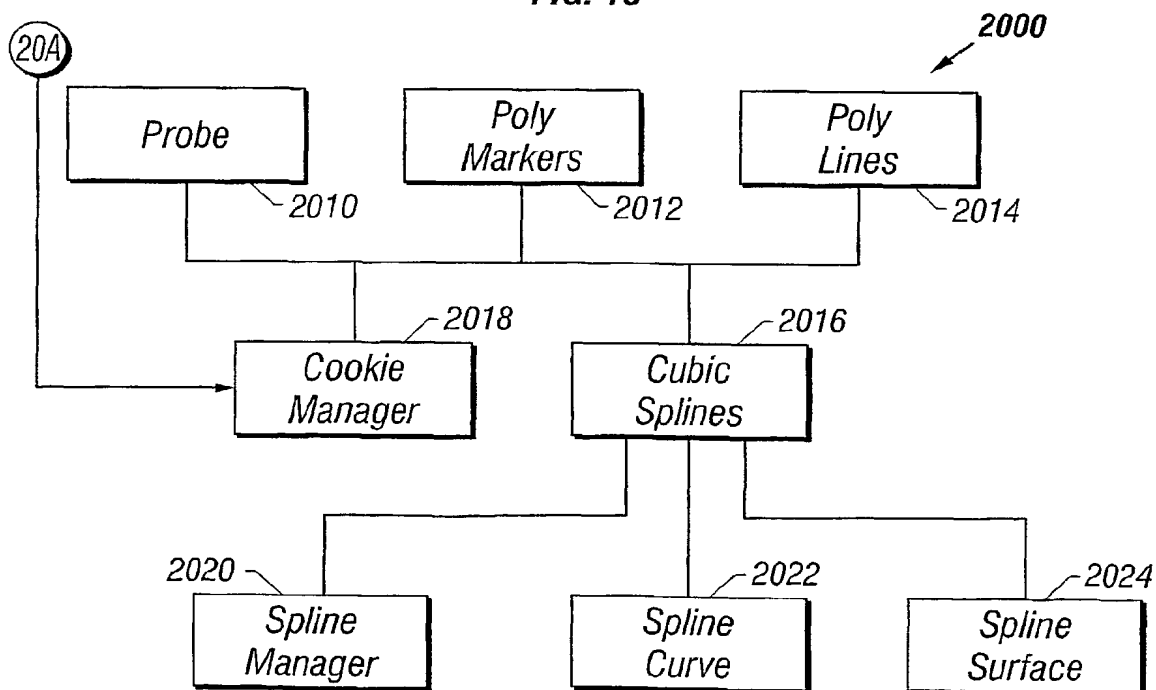 2000
20A
Probe
Poly
Markers
Poly
Lines
2010
2012
2014
2018
2016
Cookie
Manager
Cubic
Splines
2020
2022
2024
Spline
Manager
Spline
Curve
Spline
Surface